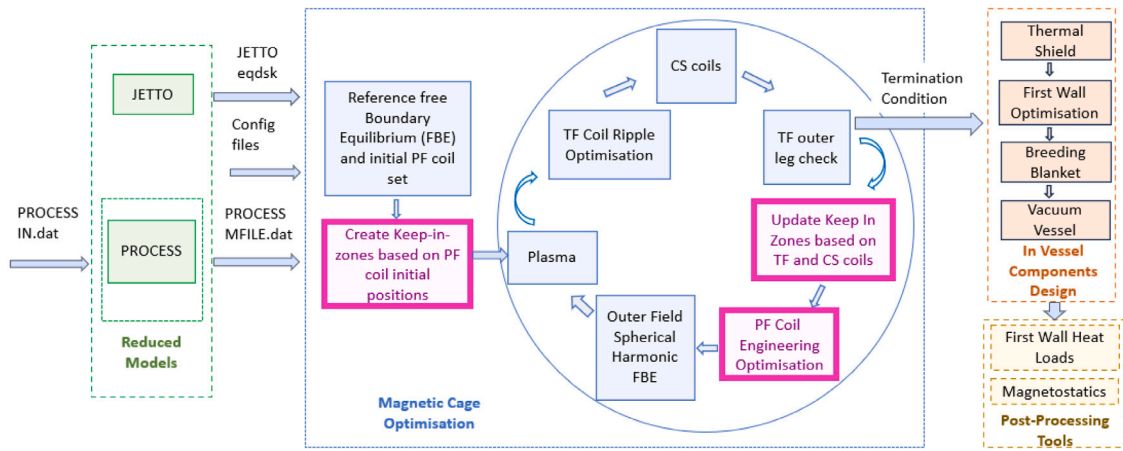 JETTO
eqdsk
Config
files
JETTO
PROCESS
IN.dat
PROCESS
PROCESS
MFILE.dat
Reduced
Models
Reference free
Boundary
Equilibrium (FBE)
and initial PF coil
set
Create Keep-in-
zones based on PF
coil initial
positions
Plasma
TF Coil Ripple
Optimisation
CS coils
TF outer
leg check
Update Keep In
Zones based on
TF and CS coils
PF Coil
Engineering
Optimisation
Outer Field
Spherical
Harmonic
FBE
Magnetic Cage
Optimisation
Termination
Condition
Thermal
Shield
First Wall
Optimisation
Breeding
Blanket
Vacuum
Vessel
In Vessel
Components
Design
First Wall Heat
Loads
Magnetostatics
Post-Processing
Tools